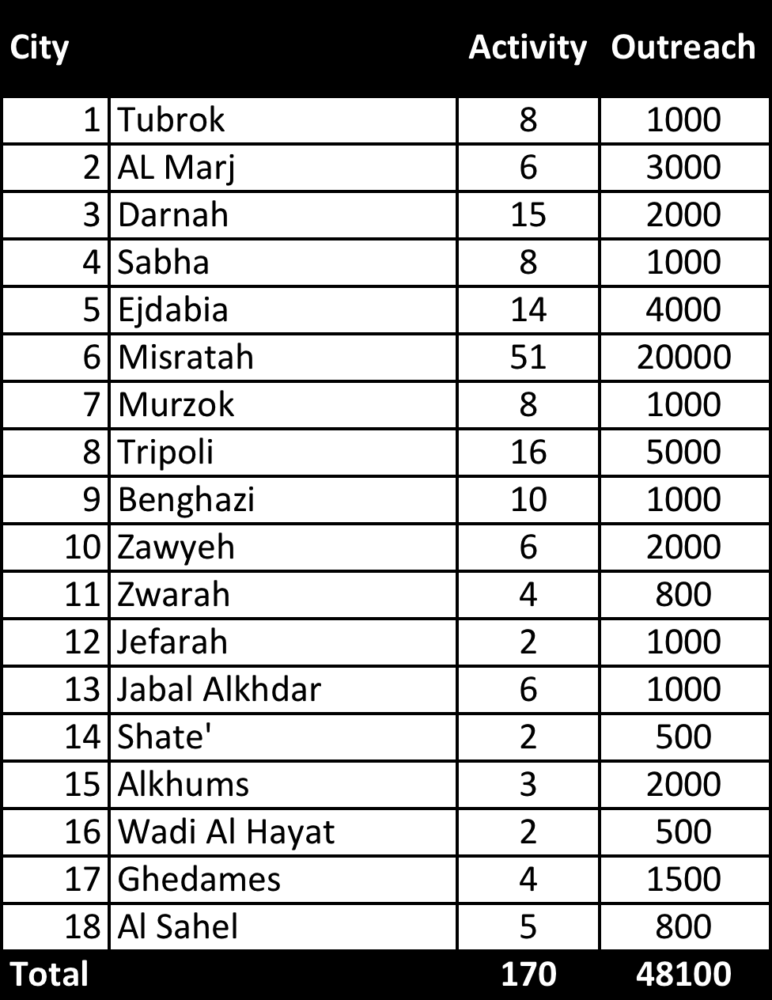 City Activity Outreach
1 Tubrok 8 1000
2 AL Marj 6 3000
3 Darnah 15 2000
4 Sabha 8 1000
5 Ejdabia 14 4000
6 Misratah 51 20000
7 Murzok 8 1000
8 Tripoli 16 5000
9 Benghazi 10 1000
10 Zawyeh 6 2000
11 Zwarah 4 800
12 Jefarah 2 1000
13 Jabal Alkhdar 6 1000
14 Shate' 2 500
15 Alkhums 3 2000
16 Wadi Al Hayat 2 500
17 Ghedames 4 1500
18 Al Sahel 5 800
Total 170 48100